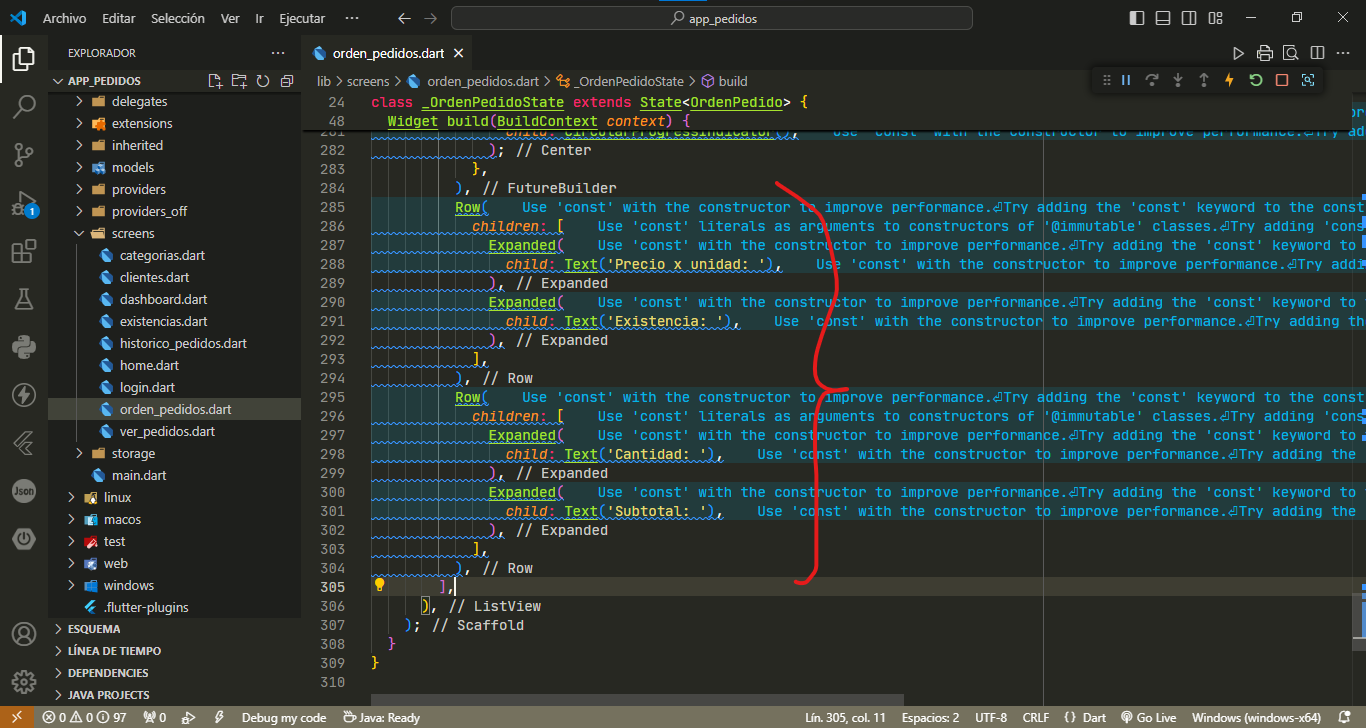 Archivo Editar Selección Ver Ir Ejecutar ··· app_pedidos
EXPLORADOR ···
orden_pedidos.dart
APP_PEDIDOS
delegates
extensions
inherited
models
providers
providers_off
screens
categorias.dart
clientes.dart
dashboard.dart
existencias.dart
historico_pedidos.dart
home.dart
login.dart
orden_pedidos.dart
ver_pedidos.dart
storage
main.dart
linux
macos
test
web
windows
.flutter-plugins
ESQUEMA
LÍNEA DE TIEMPO
DEPENDENCIES
JAVA PROJECTS
1
Json
lib > screens > orden_pedidos.dart > _OrdenPedidoState > build
24 class _OrdenPedidoState extends State<OrdenPedido> {
48 Widget build(BuildContext context) {
281 child: CircularProgressIndicator(), Use 'const' with the constructor to improve performance.⏎Try ad
282 ); // Center
283 },
284 ), // FutureBuilder
285 Row( Use 'const' with the constructor to improve performance.⏎Try adding the 'const' keyword to the const
286 children: [ Use 'const' literals as arguments to constructors of '@immutable' classes.⏎Try adding 'cons
287 Expanded( Use 'const' with the constructor to improve performance.⏎Try adding the 'const' keyword to
288 child: Text('Precio x unidad: '), Use 'const' with the constructor to improve performance.⏎Try addi
289 ), // Expanded
290 Expanded( Use 'const' with the constructor to improve performance.⏎Try adding the 'const' keyword to
291 child: Text('Existencia: '), Use 'const' with the constructor to improve performance.⏎Try adding th
292 ), // Expanded
293 ],
294 ), // Row
295 Row( Use 'const' with the constructor to improve performance.⏎Try adding the 'const' keyword to the const
296 children: [ Use 'const' literals as arguments to constructors of '@immutable' classes.⏎Try adding 'cons
297 Expanded( Use 'const' with the constructor to improve performance.⏎Try adding the 'const' keyword to
298 child: Text('Cantidad: '), Use 'const' with the constructor to improve performance.⏎Try adding the
299 ), // Expanded
300 Expanded( Use 'const' with the constructor to improve performance.⏎Try adding the 'const' keyword to
301 child: Text('Subtotal: '), Use 'const' with the constructor to improve performance.⏎Try adding the
302 ), // Expanded
303 ],
304 ), // Row
305 ],
306 ), // ListView
307 ); // Scaffold
308 }
309 }
310
0 0 97 0 Debug my code Java: Ready Lín. 305, col. 11 Espacios: 2 UTF-8 CRLF {} Dart Go Live Windows (windows-x64)